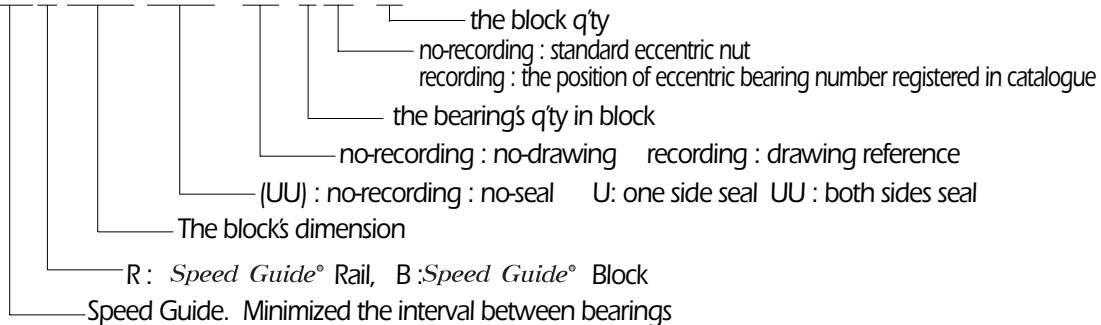 the block q'ty
no-recording : standard eccentric nut
recording : the position of eccentric bearing number registered in catalogue
the bearing's q'ty in block
no-recording : no-drawing recording : drawing reference
(UU) : no-recording : no-seal U: one side seal UU : both sides seal
The block's dimension
R : Speed Guide® Rail, B :Speed Guide® Block
Speed Guide. Minimized the interval between bearings